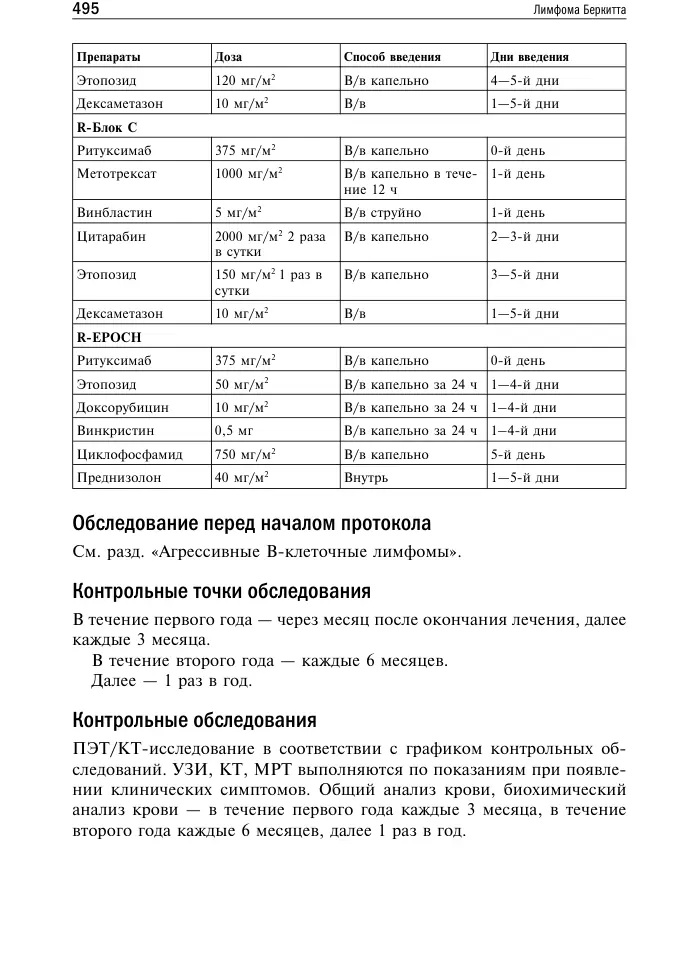 495 Лимфома Беркитта
Препараты Доза Способ введения Дни введения
Этопозид 120 мг/м² В/в капельно 4—5-й дни
Дексаметазон 10 мг/м² В/в 1—5-й дни
R-Блок С
Ритуксимаб 375 мг/м² В/в капельно 0-й день
Метотрексат 1000 мг/м² В/в капельно в тече-
ние 12 ч 1-й день
Винбластин 5 мг/м² В/в струйно 1-й день
Цитарабин 2000 мг/м² 2 раза
в сутки В/в капельно 2—3-й дни
Этопозид 150 мг/м² 1 раз в
сутки В/в капельно 3—5-й дни
Дексаметазон 10 мг/м² В/в 1—5-й дни
R-EPOCH
Ритуксимаб 375 мг/м² В/в капельно 0-й день
Этопозид 50 мг/м² В/в капельно за 24 ч 1—4-й дни
Доксорубицин 10 мг/м² В/в капельно за 24 ч 1—4-й дни
Винкристин 0,5 мг В/в капельно за 24 ч 1—4-й дни
Циклофосфамид 750 мг/м² В/в капельно 5-й день
Преднизолон 40 мг/м² Внутрь 1—5-й дни
Обследование перед началом протокола
См. разд. «Агрессивные В-клеточные лимфомы».
Контрольные точки обследования
В течение первого года — через месяц после окончания лечения, далее
каждые 3 месяца.
В течение второго года — каждые 6 месяцев.
Далее — 1 раз в год.
Контрольные обследования
ПЭТ/КТ-исследование в соответствии с графиком контрольных об-
следований. УЗИ, КТ, МРТ выполняются по показаниям при появле-
нии клинических симптомов. Общий анализ крови, биохимический
анализ крови — в течение первого года каждые 3 месяца, в течение
второго года каждые 6 месяцев, далее 1 раз в год.